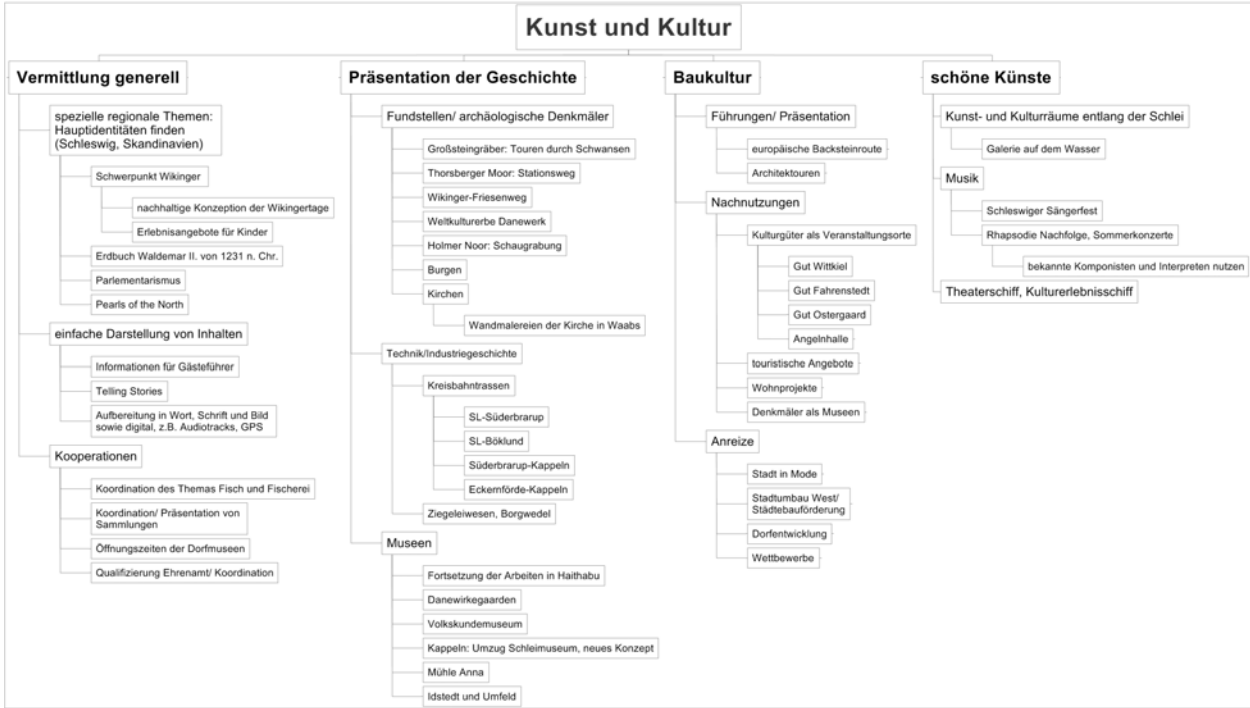 Kunst und Kultur
Vermittlung generell
spezielle regionale Themen:
Hauptidentitäten finden
(Schleswig, Skandinavien)
Schwerpunkt Wikinger
nachhaltige Konzeption der Wikingertage
Erlebnisangebote für Kinder
Erdbuch Waldemar II. von 1231 n. Chr.
Parlementarismus
Pearls of the North
einfache Darstellung von Inhalten
Informationen für Gästeführer
Telling Stories
Aufbereitung in Wort, Schrift und Bild
sowie digital, z.B. Audiotracks, GPS
Kooperationen
Koordination des Themas Fisch und Fischerei
Koordination/ Präsentation von
Sammlungen
Öffnungszeiten der Dorfmuseen
Qualifizierung Ehrenamt/ Koordination
Präsentation der Geschichte
Fundstellen/ archäologische Denkmäler
Großsteingräber: Touren durch Schwansen
Thorsberger Moor: Stationsweg
Wikinger-Friesenweg
Weltkulturerbe Danewerk
Holmer Noor: Schaugrabung
Burgen
Kirchen
Wandmalereien der Kirche in Waabs
Technik/Industriegeschichte
Kreisbahntrassen
SL-Süderbrarup
SL-Böklund
Süderbrarup-Kappeln
Eckernförde-Kappeln
Ziegeleiwesen, Borgwedel
Museen
Fortsetzung der Arbeiten in Haithabu
Danewirkegaarden
Volkskundemuseum
Kappeln: Umzug Schleimuseum, neues Konzept
Mühle Anna
Idstedt und Umfeld
Baukultur
Führungen/ Präsentation
europäische Backsteinroute
Architektouren
Nachnutzungen
Kulturgüter als Veranstaltungsorte
Gut Wittkiel
Gut Fahrenstedt
Gut Ostergaard
Angelnhalle
touristische Angebote
Wohnprojekte
Denkmäler als Museen
Anreize
Stadt in Mode
Stadtumbau West/
Städtebauförderung
Dorfentwicklung
Wettbewerbe
schöne Künste
Kunst- und Kulturräume entlang der Schlei
Galerie auf dem Wasser
Musik
Schleswiger Sängerfest
Rhapsodie Nachfolge, Sommerkonzerte
bekannte Komponisten und Interpreten nutzen
Theaterschiff, Kulturerlebnisschiff